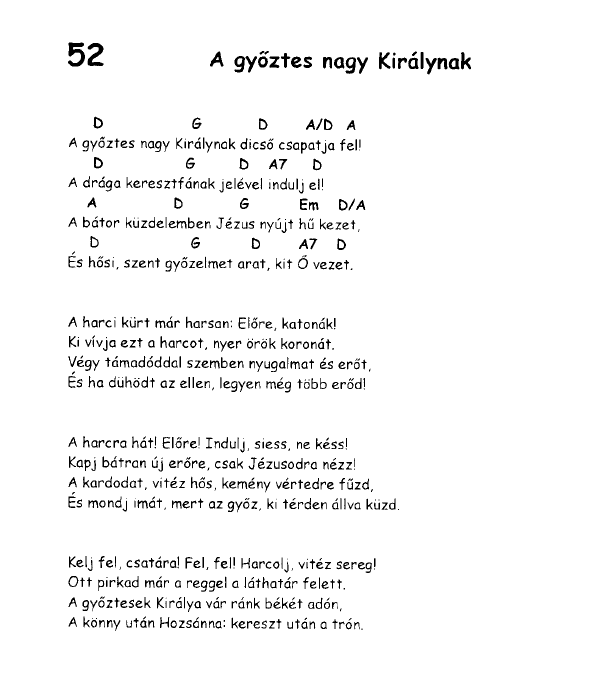 52 A győztes nagy Királynak
D G D A/D A
A győztes nagy Királynak dicső csapatja fel!
D G D A7 D
A drága keresztfának jelével indulj el!
A D G Em D/A
A bátor küzdelemben Jézus nyújt hű kezet,
D G D A7 D
És hősi, szent győzelmet arat, kit Ő vezet.
A harci kürt már harsan: Előre, katonák!
Ki vívja ezt a harcot, nyer örök koronát.
Végy támadóddal szemben nyugalmat és erőt,
És ha dühödt az ellen, legyen még több erőd!
A harcra hát! Előre! Indulj, siess, ne késs!
Kapj bátran új erőre, csak Jézusodra nézz!
A kardodat, vitéz hős, kemény vértedre fűzd,
És mondj imát, mert az győz, ki térden állva küzd.
Kelj fel, csatára! Fel, fel! Harcolj, vitéz sereg!
Ott pirkad már a reggel a láthatár felett.
A győztesek Királya vár ránk békét adón,
A könny után Hozsánna: kereszt után a trón.